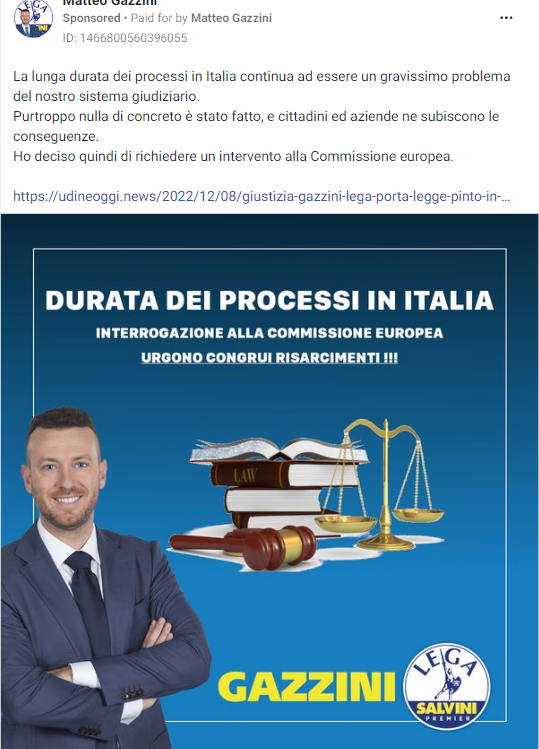 Matteo Gazzini
Sponsored • Paid for by Matteo Gazzini
ID: 1466800560396055
La lunga durata dei processi in Italia continua ad essere un gravissimo problema
del nostro sistema giudiziario.
Purtroppo nulla di concreto è stato fatto, e cittadini ed aziende ne subiscono le
conseguenze.
Ho deciso quindi di richiedere un intervento alla Commissione europea.
https://udineoggi.news/2022/12/08/giustizia-gazzini-lega-porta-legge-pinto-in-...
DURATA DEI PROCESSI IN ITALIA
INTERROGAZIONE ALLA COMMISSIONE EUROPEA
URGONO CONGRUI RISARCIMENTI !!!
LAW
GAZZINI
LEGA
SALVINI
PREMIER